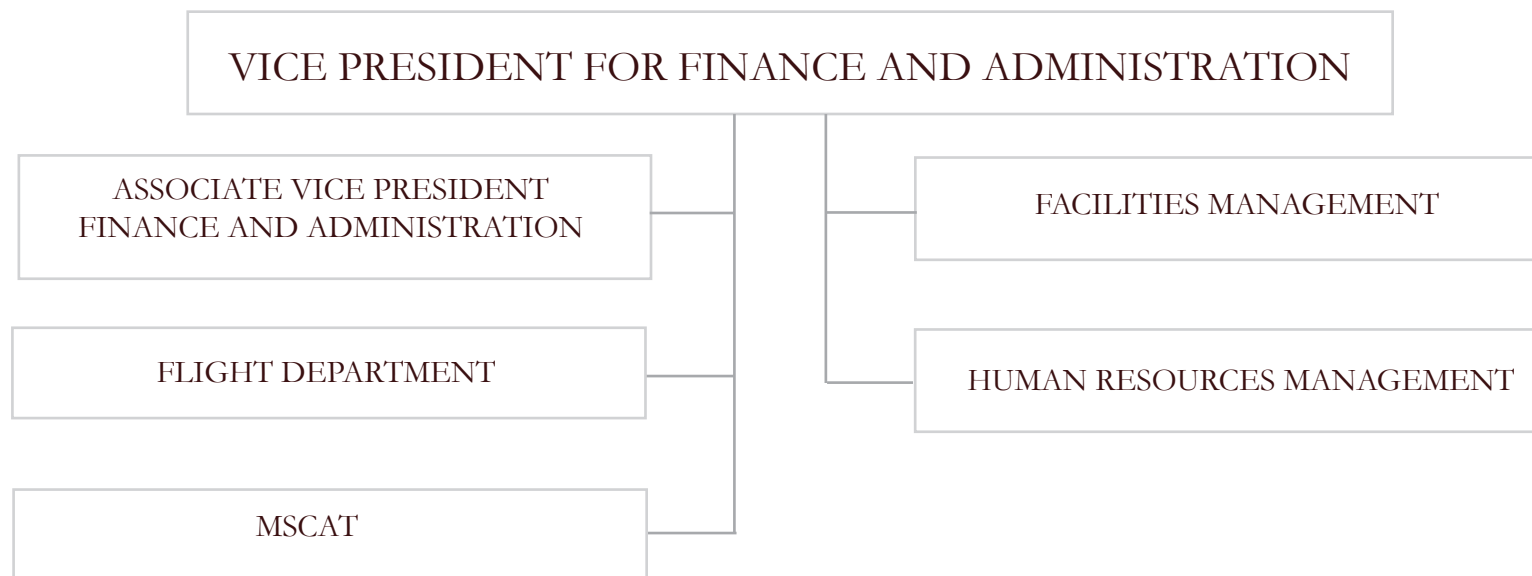 VICE PRESIDENT FOR FINANCE AND ADMINISTRATION
ASSOCIATE VICE PRESIDENT
FINANCE AND ADMINISTRATION
FACILITIES MANAGEMENT
FLIGHT DEPARTMENT
HUMAN RESOURCES MANAGEMENT
MSCAT